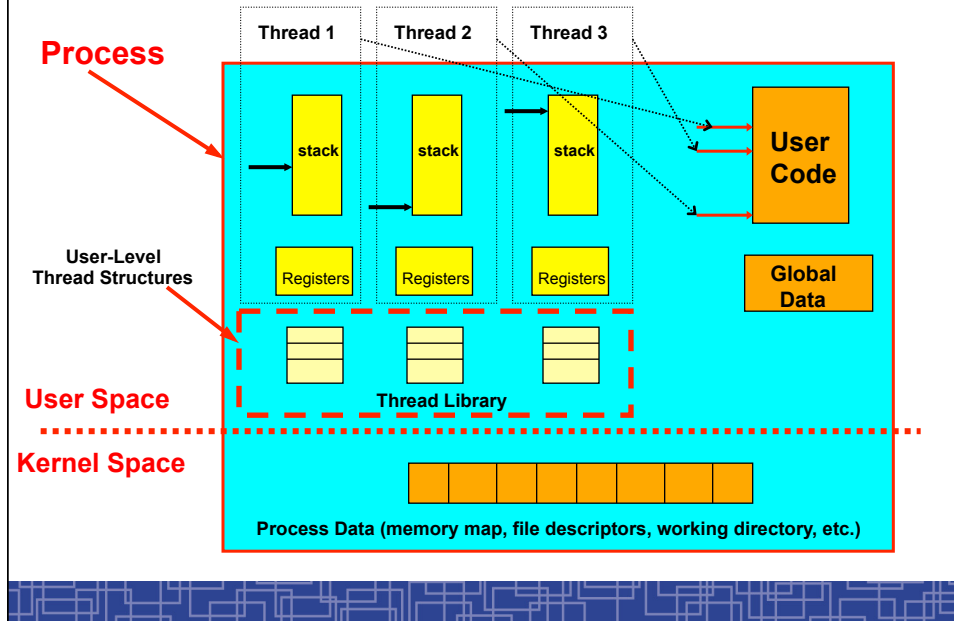 Thread 1
Thread 2
Thread 3
Process
stack
stack
stack
User
Code
User-Level
Thread Structures
Registers
Registers
Registers
Global
Data
User Space
Thread Library
Kernel Space
Process Data (memory map, file descriptors, working directory, etc.)